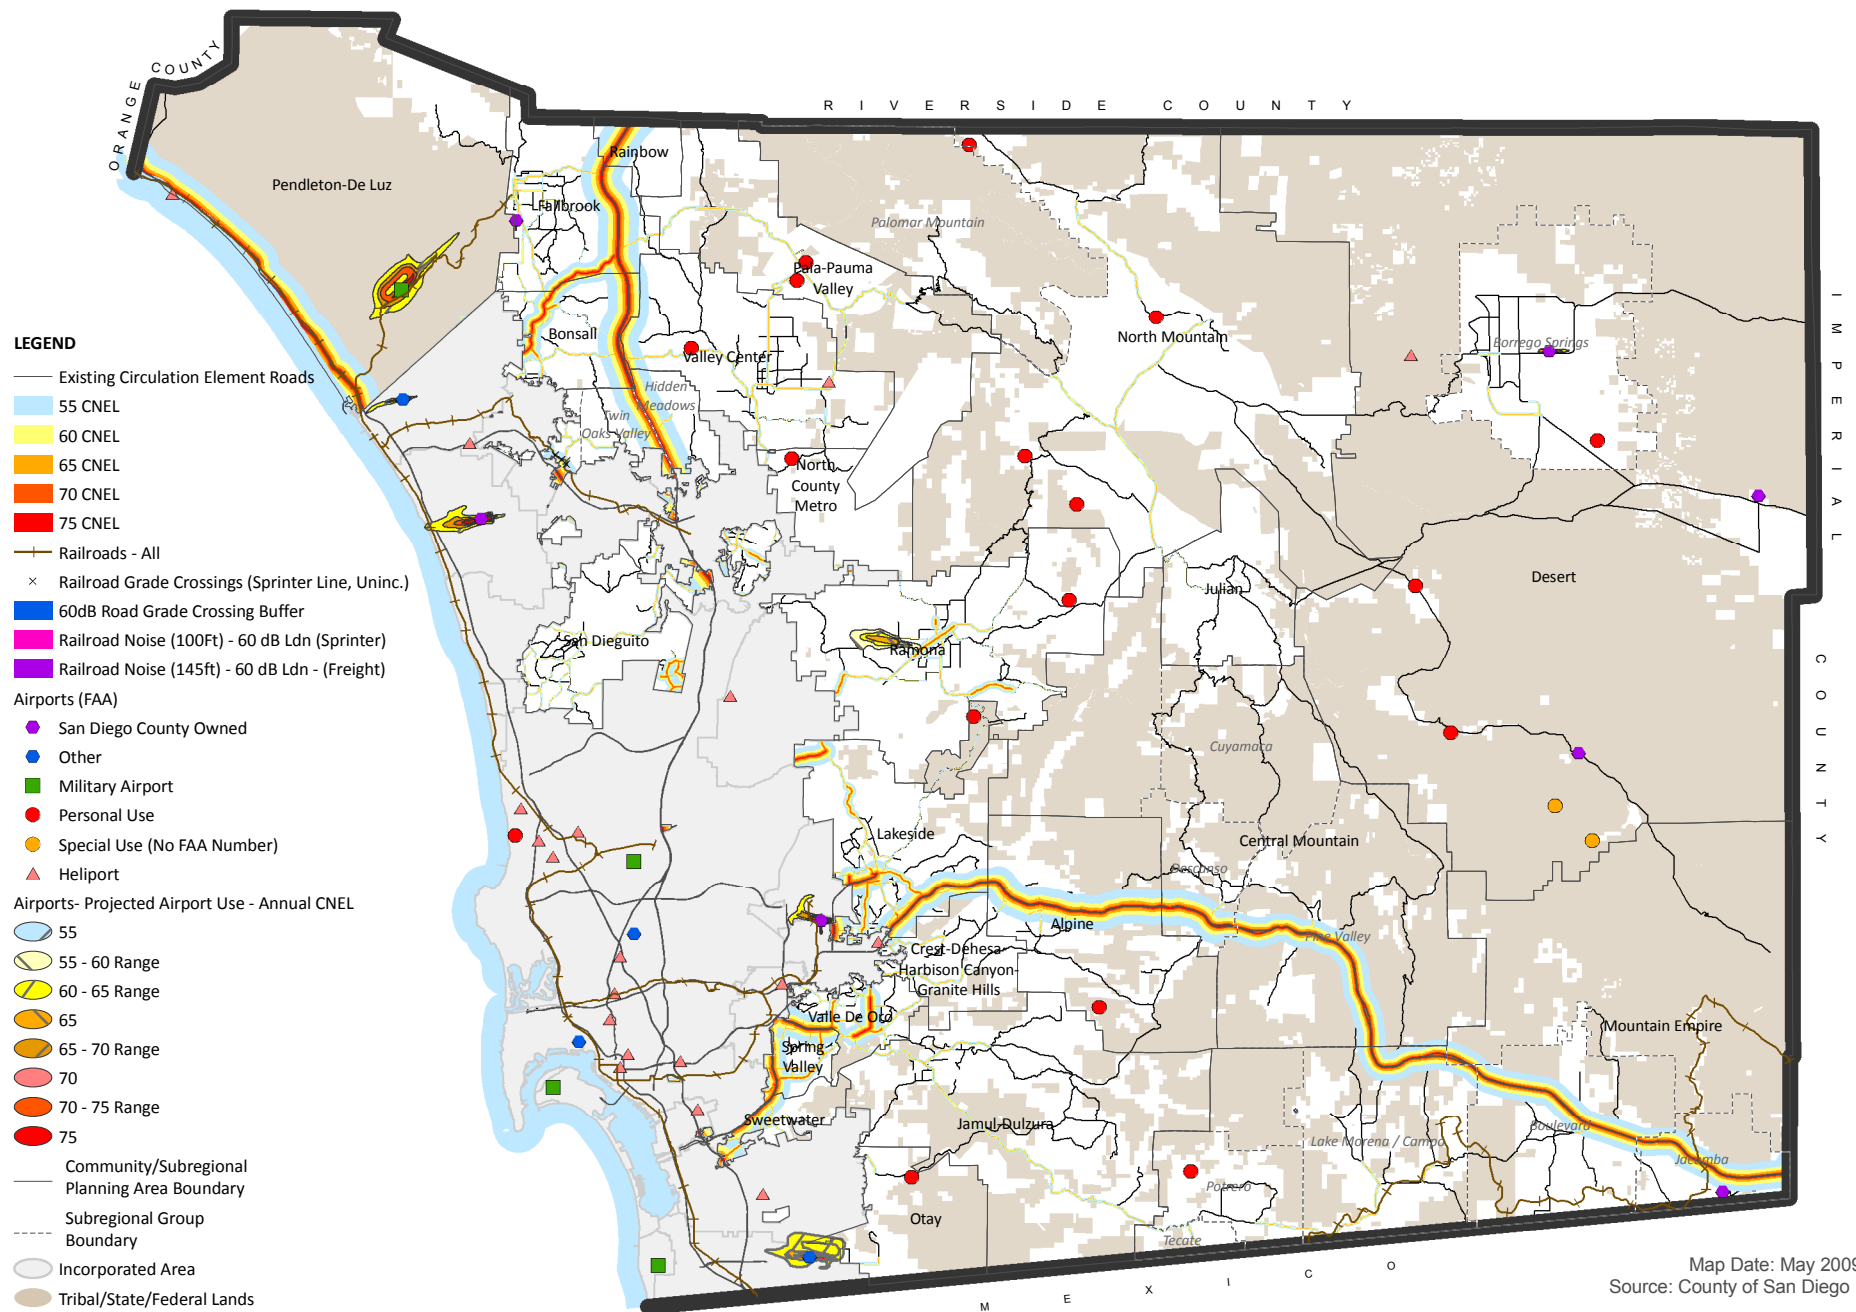 ORANGE COUNTY
RIVERSIDE COUNTY
IMPERIAL COUNTY
MEXICO
Rainbow
Pendleton-De Luz
Fallbrook
Palomar Mountain
Pala-Pauma
Valley
Bonsall
Valley Center
North Mountain
Borrego Springs
Hidden
Meadows
Twin
Oaks Valley
North
County
Metro
Desert
Julian
San Dieguito
Ramona
Cuyamaca
Lakeside
Central Mountain
Descanso
Alpine
Pine Valley
Crest-Dehesa-
Harbison Canyon-
Granite Hills
Valle De Oro
Spring
Valley
Mountain Empire
Sweetwater
Jamul-Dulzura
Lake Morena / Campo
Boulevard
Jacumba
Potrero
Otay
Tecate
LEGEND
Existing Circulation Element Roads
55 CNEL
60 CNEL
65 CNEL
70 CNEL
75 CNEL
Railroads - All
Railroad Grade Crossings (Sprinter Line, Uninc.)
60dB Road Grade Crossing Buffer
Railroad Noise (100Ft) - 60 dB Ldn (Sprinter)
Railroad Noise (145ft) - 60 dB Ldn - (Freight)
Airports (FAA)
San Diego County Owned
Other
Military Airport
Personal Use
Special Use (No FAA Number)
Heliport
Airports- Projected Airport Use - Annual CNEL
55
55 - 60 Range
60 - 65 Range
65
65 - 70 Range
70
70 - 75 Range
75
Community/Subregional
Planning Area Boundary
Subregional Group
Boundary
Incorporated Area
Tribal/State/Federal Lands
Map Date: May 2009
Source: County of San Diego